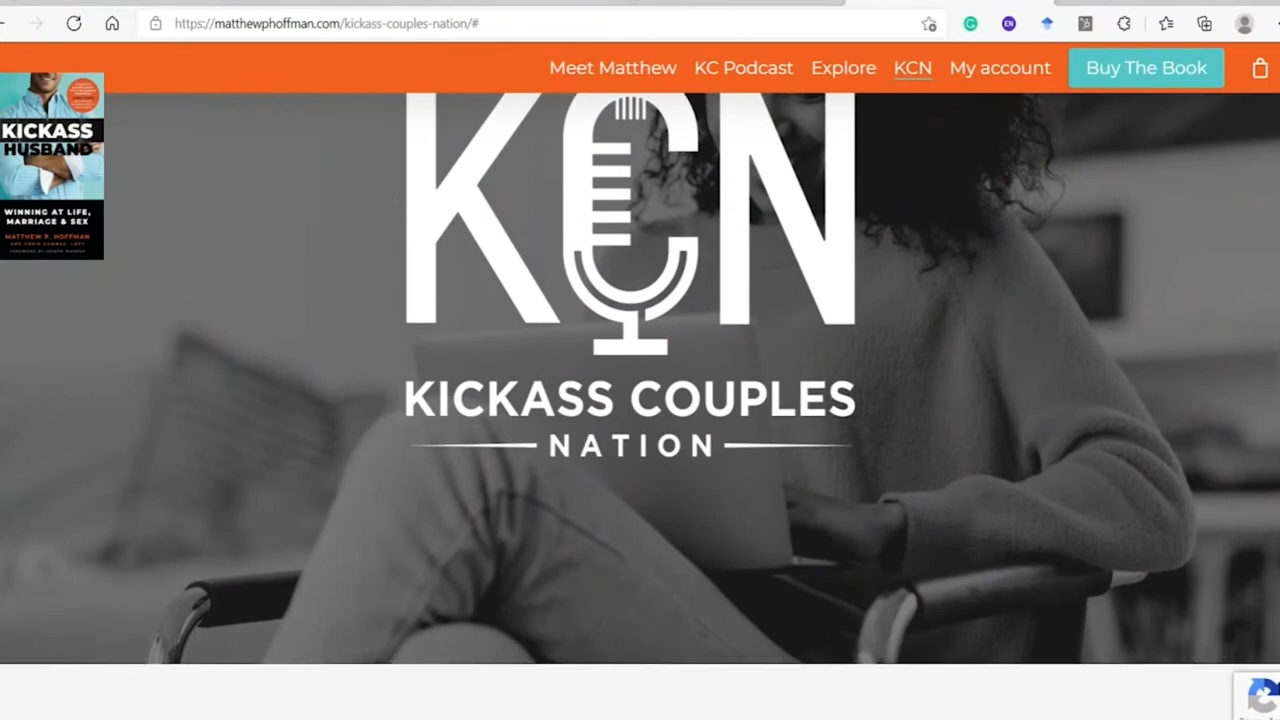 https://matthewphoffman.com/kickass-couples-nation/#
Meet Matthew KC Podcast Explore KCN My account Buy The Book
KICKASS
HUSBAND
WINNING AT LIFE,
MARRIAGE & SEX
MATTHEW P. HOFFMAN
KCN
KICKASS COUPLES
NATION